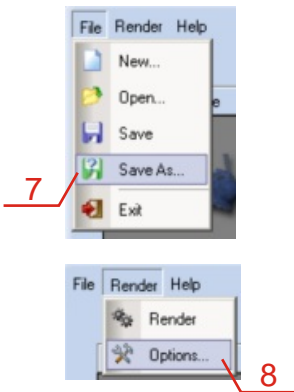 File Render Help
New...
Open...
e
Save
7 Save As...
Exit
File Render Help
Render
Options...
8